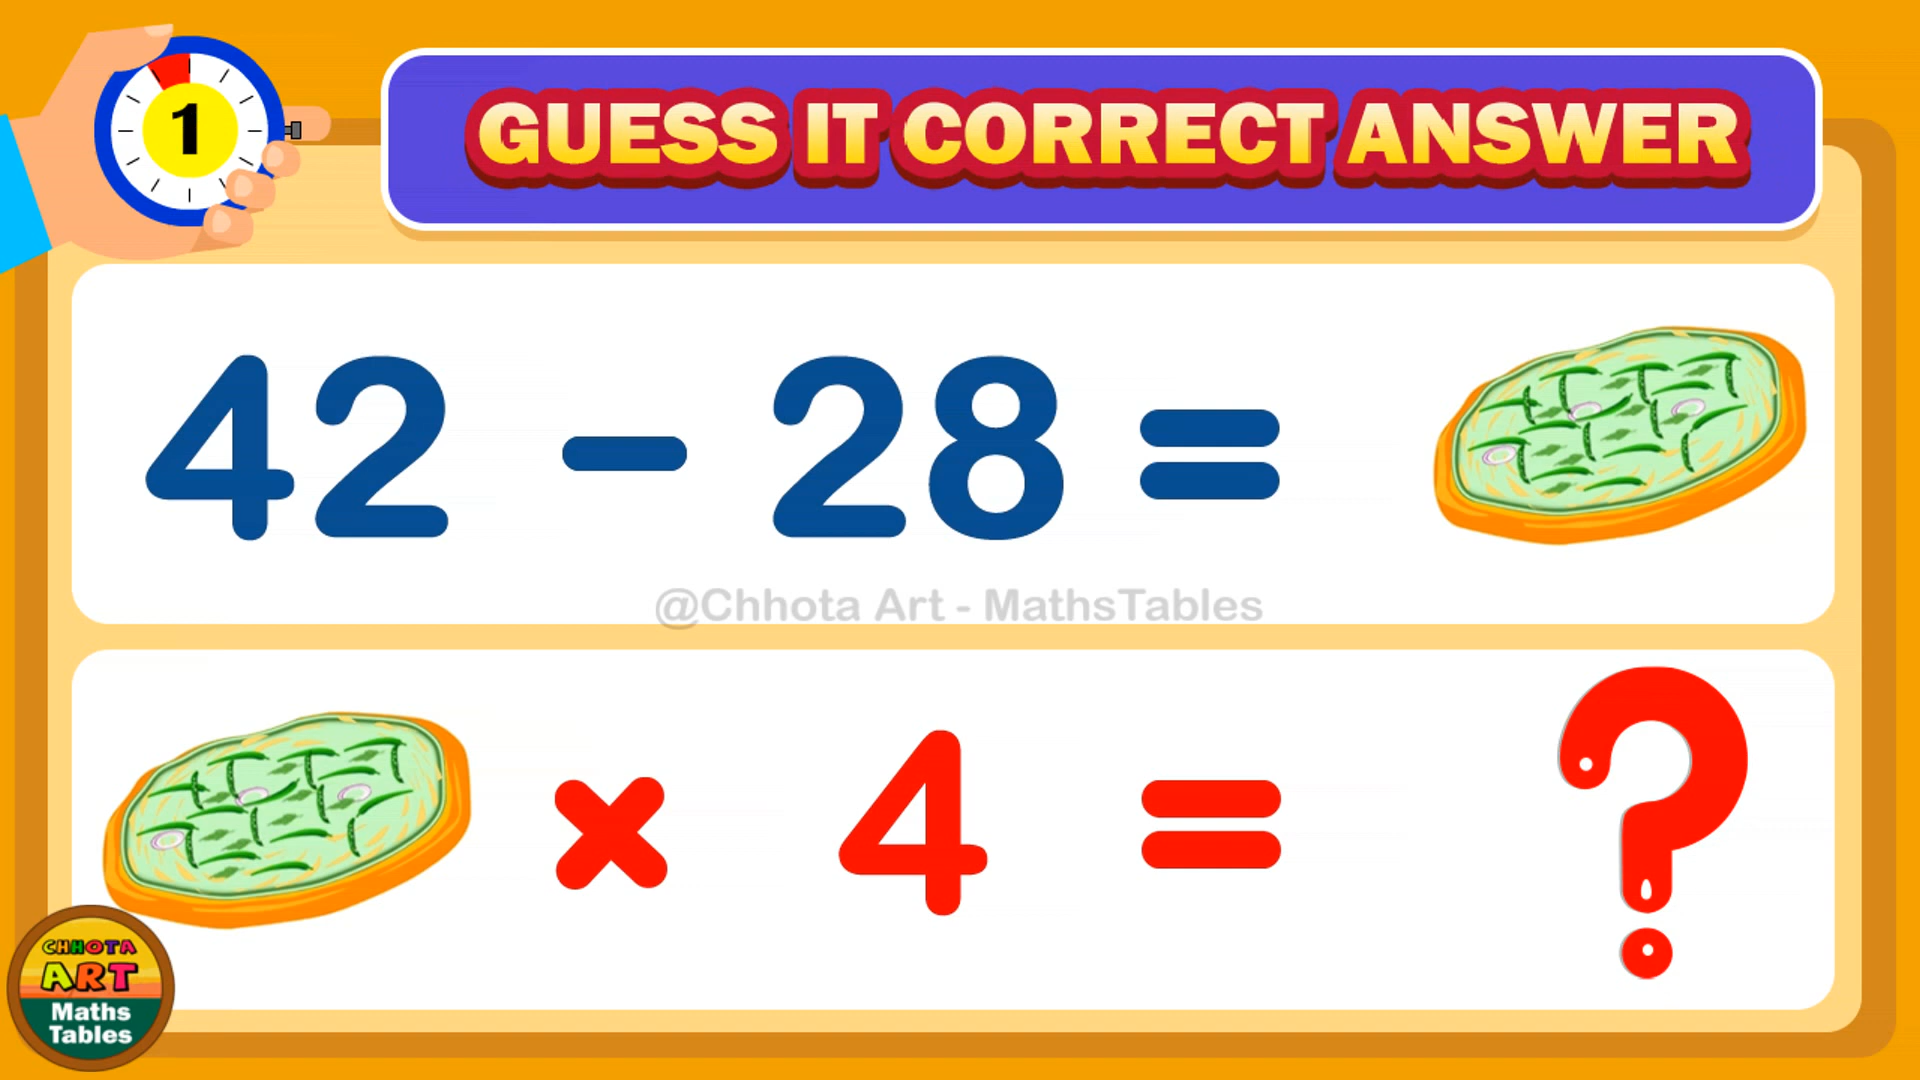 1
GUESS IT CORRECT ANSWER
42 - 28 =
@Chhota Art - MathsTables
× 4 = ?
CHHOTA
ART
Maths
Tables